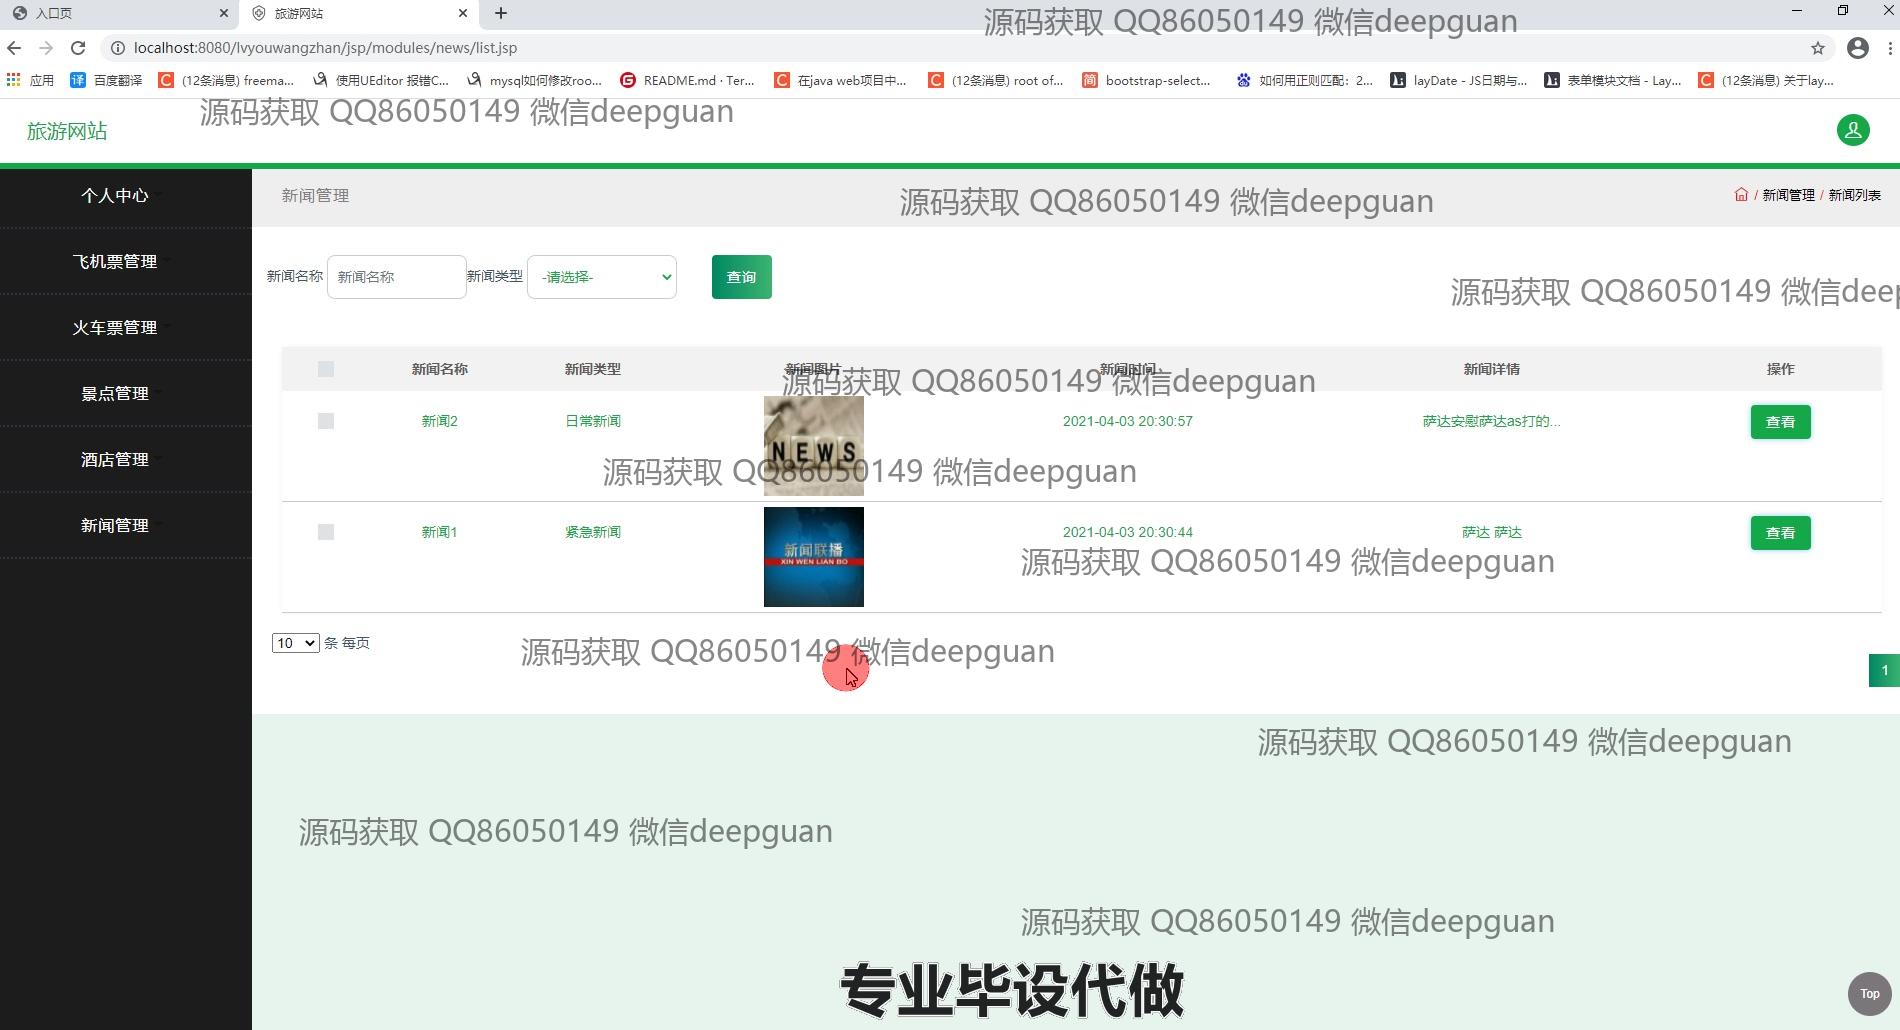 入口页
旅游网站
localhost:8080/lvyouwangzhan/jsp/modules/news/list.jsp
应用
百度翻译
(12条消息) freema...
使用UEditor 报错C...
mysql如何修改roo...
README.md · Ter...
在java web项目中...
(12条消息) root of...
bootstrap-select...
如何用正则匹配：2...
layDate - JS日期与...
表单模块文档 - Lay...
(12条消息) 关于lay...
源码获取 QQ86050149 微信deepguan
源码获取 QQ86050149 微信deepguan
旅游网站
个人中心
飞机票管理
火车票管理
景点管理
酒店管理
新闻管理
新闻管理
源码获取 QQ86050149 微信deepguan
/ 新闻管理 / 新闻列表
新闻名称 新闻名称 新闻类型 -请选择- 查询
源码获取 QQ86050149 微信deep
新闻名称 新闻类型 新闻图片 新闻时间 新闻详情 操作
源码获取 QQ86050149 微信deepguan
新闻2 日常新闻 2021-04-03 20:30:57 萨达安慰萨达as打的... 查看
NEWS
源码获取 QQ86050149 微信deepguan
新闻1 紧急新闻 2021-04-03 20:30:44 萨达 萨达 查看
新闻联播
XIN WEN LIAN BO
源码获取 QQ86050149 微信deepguan
10 条 每页
源码获取 QQ86050149 微信deepguan
1
源码获取 QQ86050149 微信deepguan
源码获取 QQ86050149 微信deepguan
源码获取 QQ86050149 微信deepguan
专业毕设代做
Top